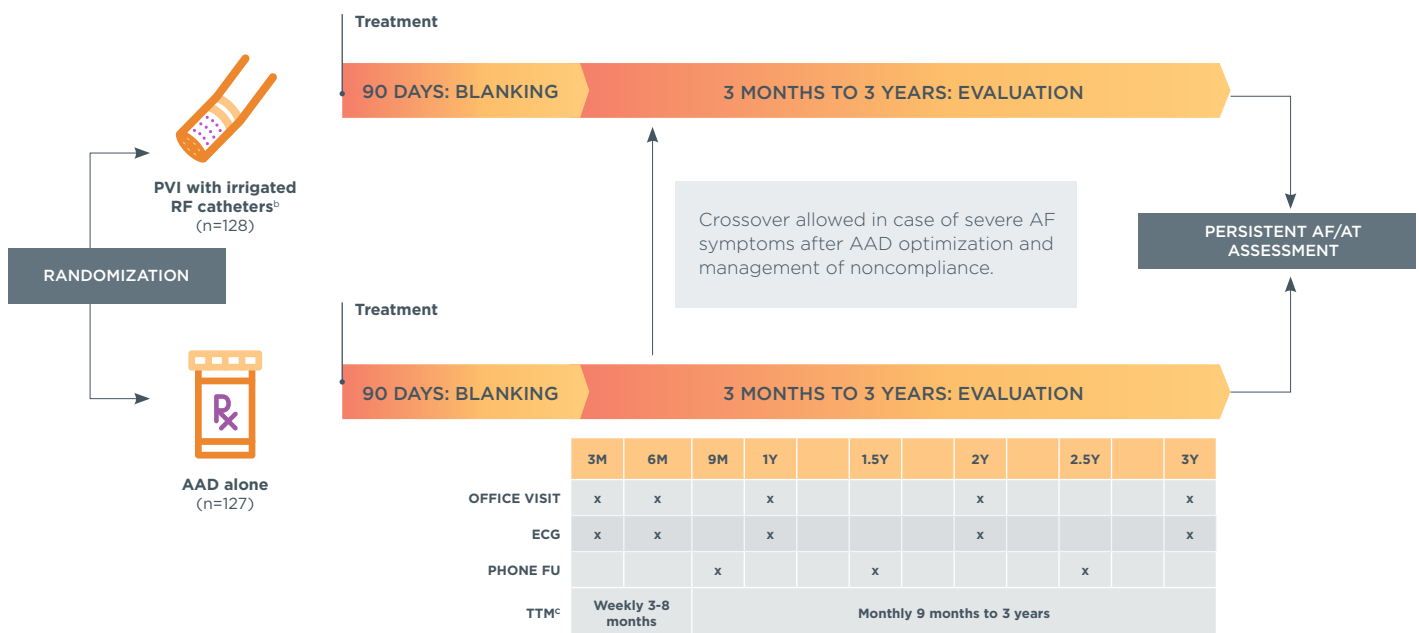 Treatment
90 DAYS: BLANKING
3 MONTHS TO 3 YEARS: EVALUATION
PVI with irrigated
RF cathetersᵇ
(n=128)
RANDOMIZATION
Crossover allowed in case of severe AF
symptoms after AAD optimization and
management of noncompliance.
PERSISTENT AF/AT
ASSESSMENT
Treatment
90 DAYS: BLANKING
3 MONTHS TO 3 YEARS: EVALUATION
Rx
AAD alone
(n=127)
3M 6M 9M 1Y 1.5Y 2Y 2.5Y 3Y
OFFICE VISIT x x x x x
ECG x x x x x
PHONE FU x x x
TTMᶜ Weekly 3-8 Monthly 9 months to 3 years
months